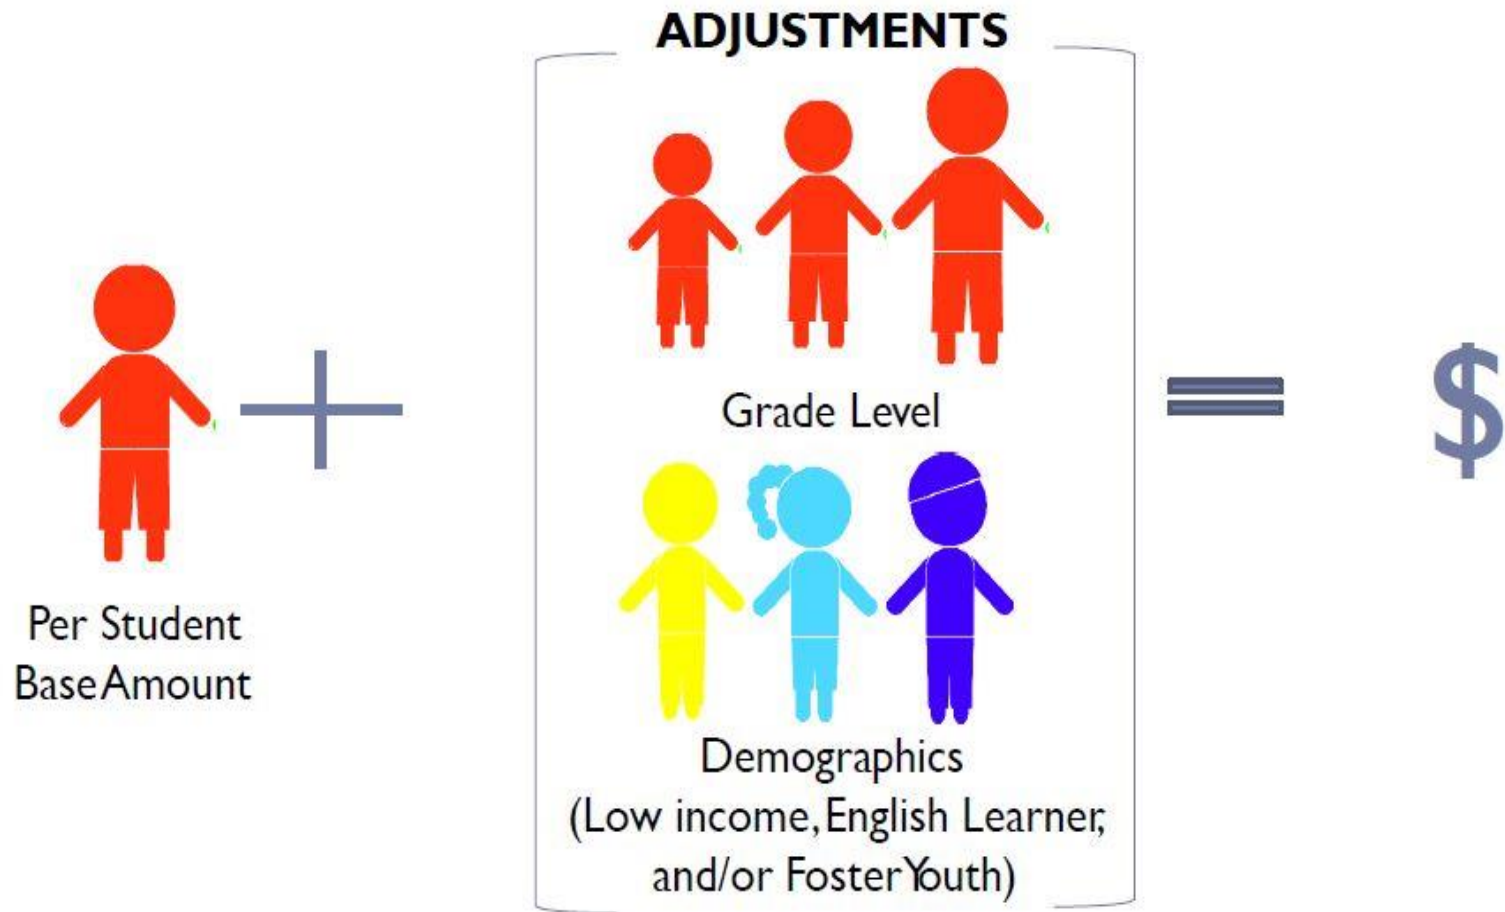 ADJUSTMENTS
Grade Level
Per Student
Base Amount
+
=
$
Demographics
(Low income, English Learner,
and/or Foster Youth)